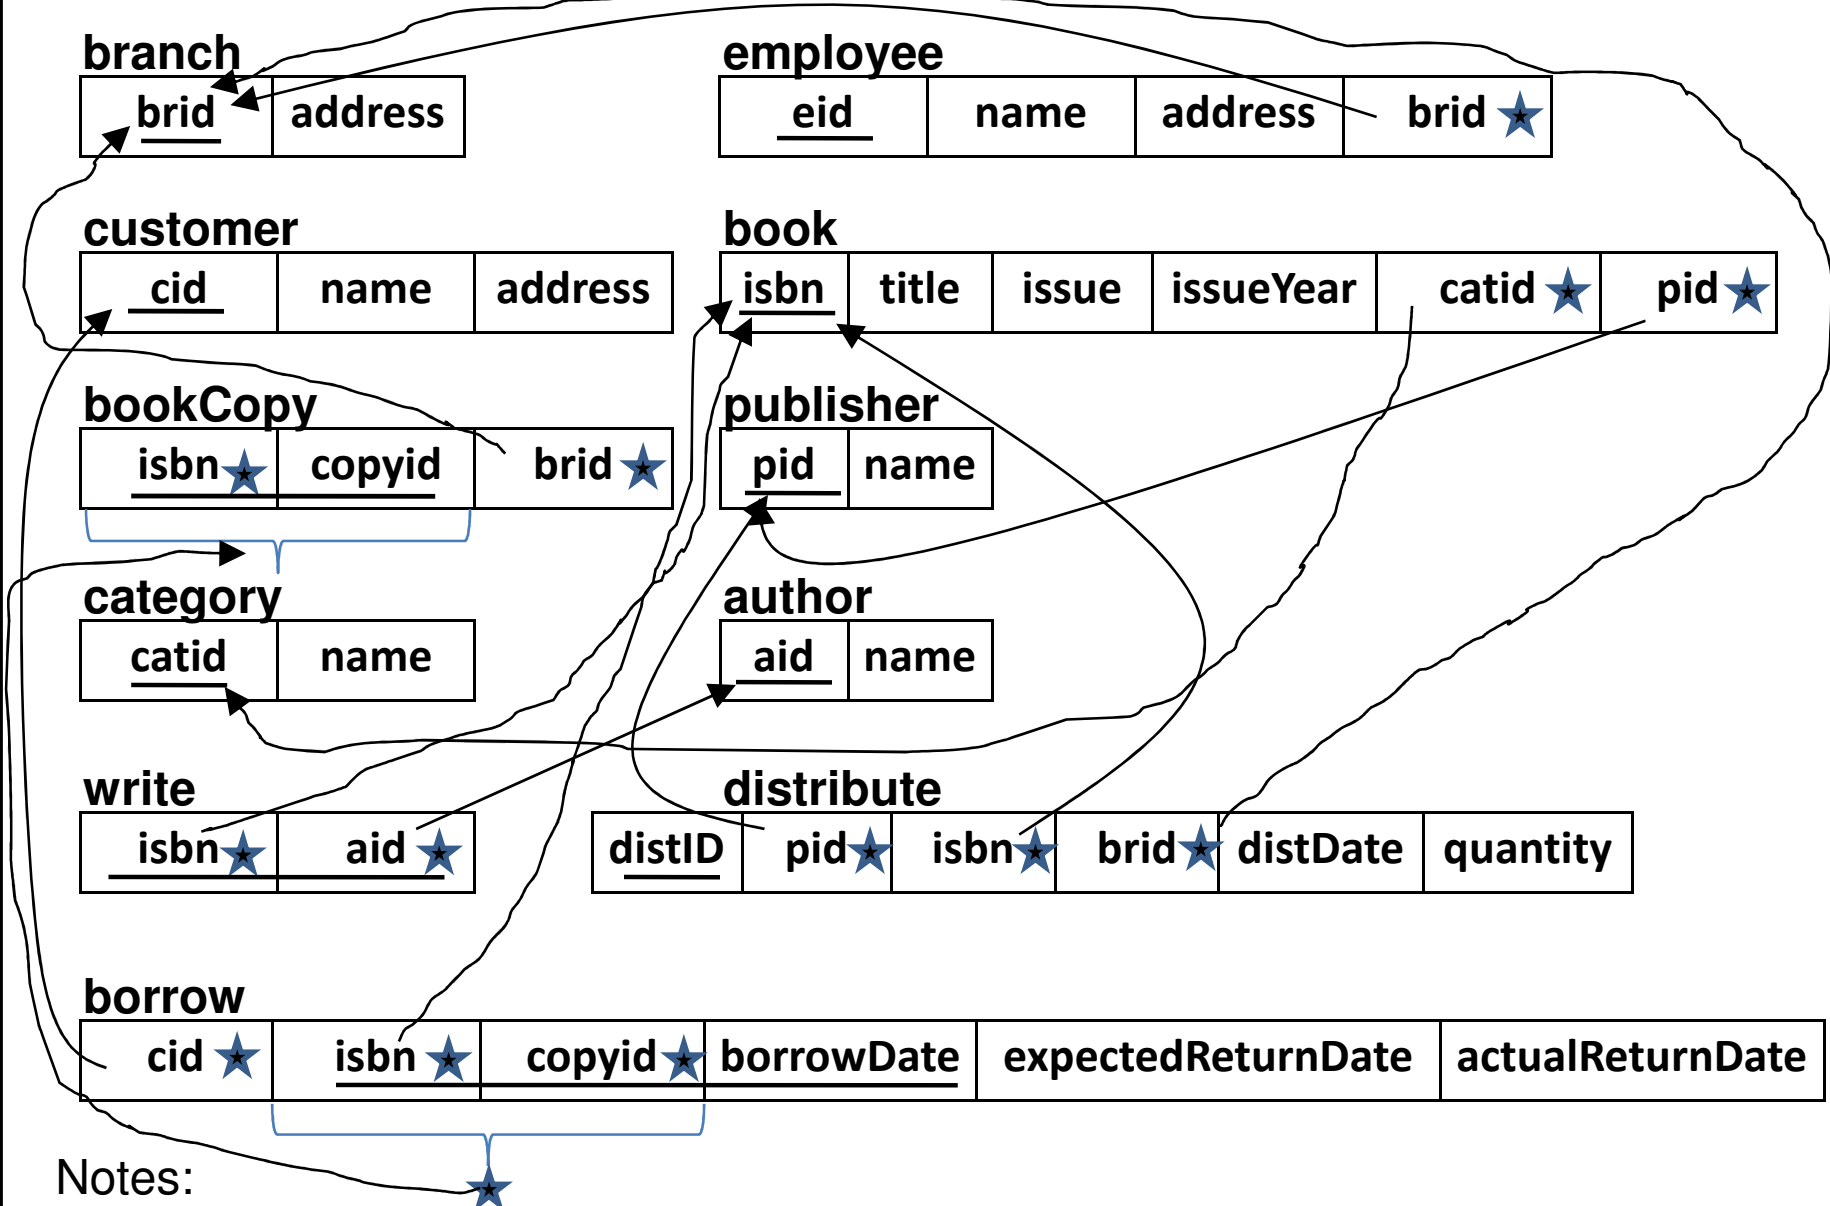 branch employee
brid address eid name address brid
customer book
cid name address isbn title issue issueYear catid pid
bookCopy publisher
isbn copyid brid pid name
category author
catid name aid name
write distribute
isbn aid distID pid isbn brid distDate quantity
borrow
cid isbn copyid borrowDate expectedReturnDate actualReturnDate
Notes: